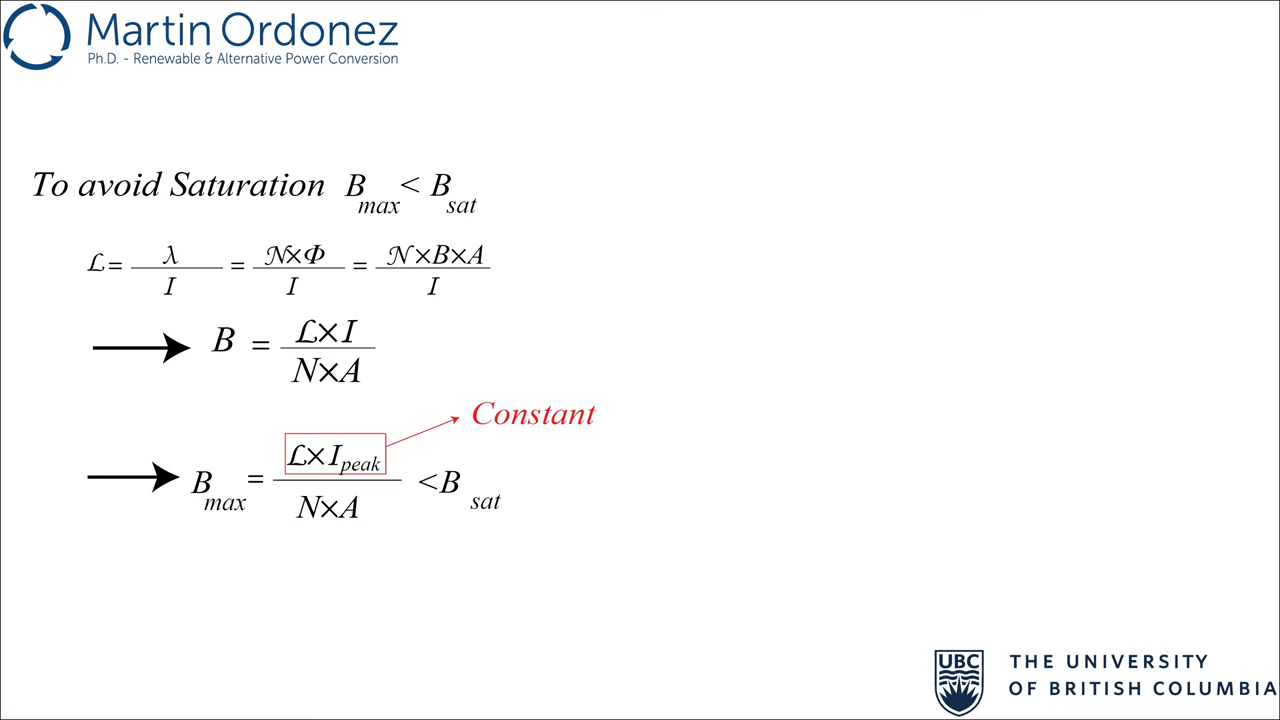 Martin Ordonez
Ph.D. - Renewable & Alternative Power Conversion
To avoid Saturation B_max < B_sat
ℒ = λ / I = 𝒩×Φ / I = 𝒩×B×A / I
B = ℒ×I / N×A
Constant
B_max = ℒ×I_peak / N×A < B_sat
UBC
THE UNIVERSITY
OF BRITISH COLUMBIA